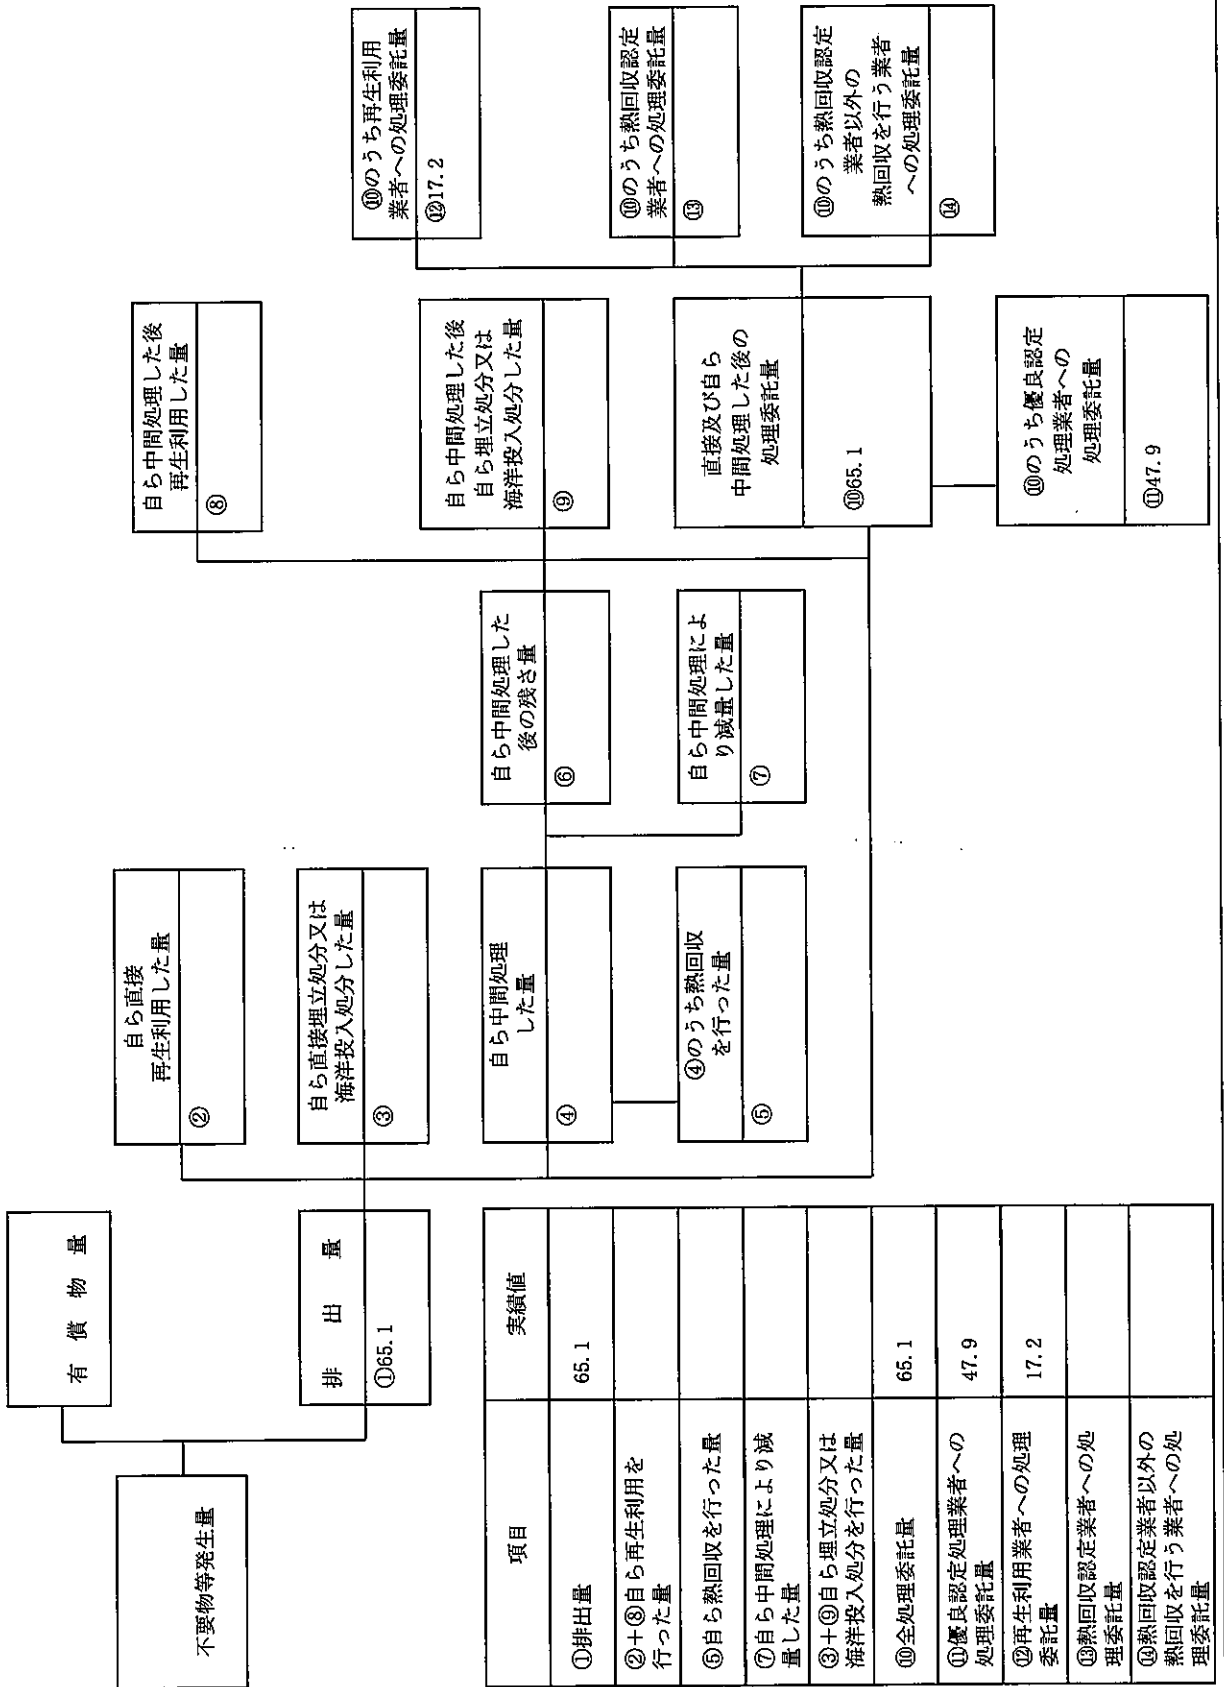 不要物等発生量
有償物量
排出量
①65.1
自ら直接
再生利用した量
②
自ら直接埋立処分又は
海洋投入処分した量
③
自ら中間処理
した量
④
④のうち熱回収
を行った量
⑤
自ら中間処理した
後の残さ量
⑥
自ら中間処理によ
り減量した量
⑦
自ら中間処理した後
再生利用した量
⑧
自ら中間処理した後
自ら埋立処分又は
海洋投入処分した量
⑨
直接及び自ら
中間処理した後の
処理委託量
⑩65.1
⑩のうち優良認定
処理業者への
処理委託量
⑪47.9
⑩のうち再生利用
業者への処理委託量
⑫17.2
⑩のうち熱回収認定
業者への処理委託量
⑬
⑩のうち熱回収認定
業者以外の
熱回収を行う業者
への処理委託量
⑭
項目 実績値
①排出量 65.1
②+⑧自ら再生利用を
行った量
⑤自ら熱回収を行った量
⑦自ら中間処理により減
量した量
③+⑨自ら埋立処分又は
海洋投入処分を行った量
⑩全処理委託量 65.1
⑪優良認定処理業者への
処理委託量 47.9
⑫再生利用業者への処理
委託量 17.2
⑬熱回収認定業者への処
理委託量
⑭熱回収認定業者以外の
熱回収を行う業者への処
理委託量